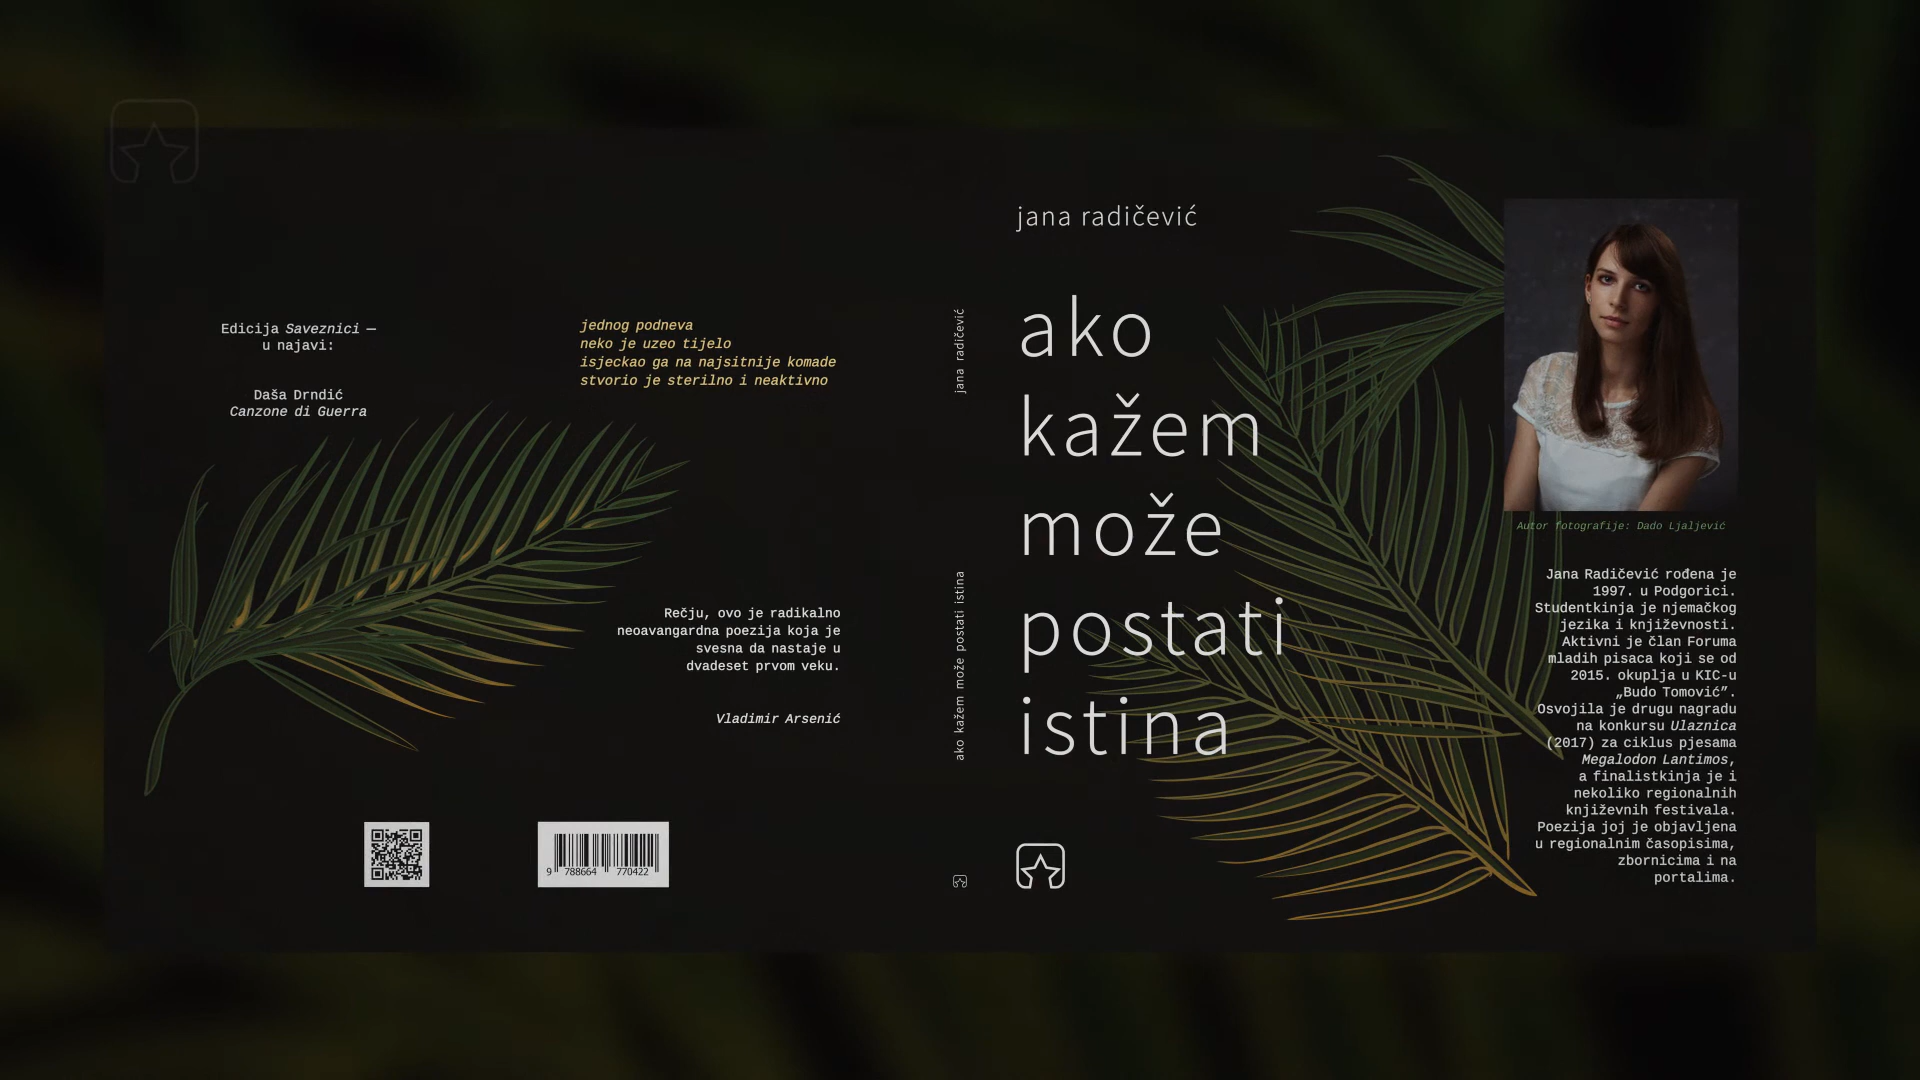 Edicija Saveznici —
u najavi:
Daša Drndić
Canzone di Guerra
jednog podneva
neko je uzeo tijelo
isjeckao ga na najsitnije komade
stvorio je sterilno i neaktivno
Rečju, ovo je radikalno
neoavangardna poezija koja je
svesna da nastaje u
dvadeset prvom veku.
Vladimir Arsenić
9 788664 770422
jana radičević
ako kažem može postati istina
jana radičević
ako
kažem
može
postati
istina
Autor fotografije: Dado Ljaljević
Jana Radičević rođena je
1997. u Podgorici.
Studentkinja je njemačkog
jezika i književnosti.
Aktivni je član Foruma
mladih pisaca koji se od
2015. okuplja u KIC-u
„Budo Tomović”.
Osvojila je drugu nagradu
na konkursu Ulaznica
(2017) za ciklus pjesama
Megalodon Lantimos,
a finalistkinja je i
nekoliko regionalnih
književnih festivala.
Poezija joj je objavljena
u regionalnim časopisima,
zbornicima i na
portalima.